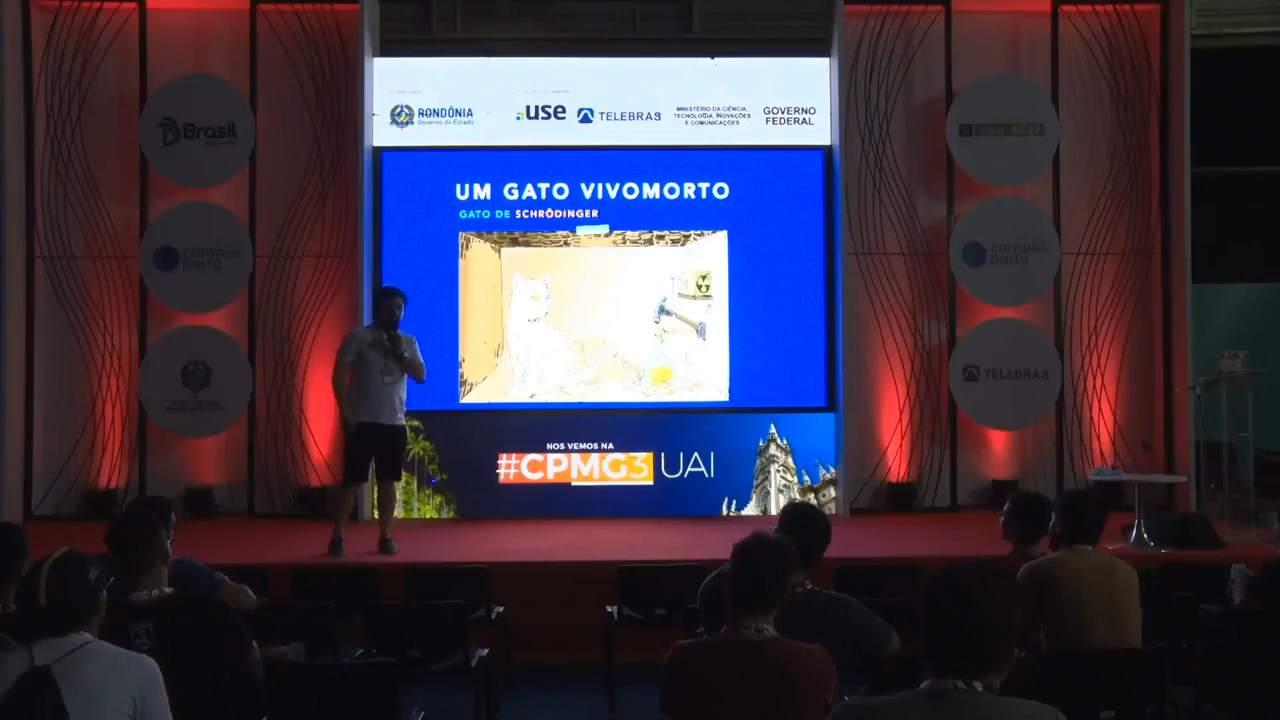 RONDÔNIA
Governo do Estado
use
TELEBRAS
MINISTÉRIO DA CIÊNCIA,
TECNOLOGIA, INOVAÇÕES
E COMUNICAÇÕES
GOVERNO
FEDERAL
Brasil
campus
party
UM GATO VIVOMORTO
GATO DE SCHRÖDINGER
campus
party
TELEBRAS
NOS VEMOS NA
#CPMG3 UAI